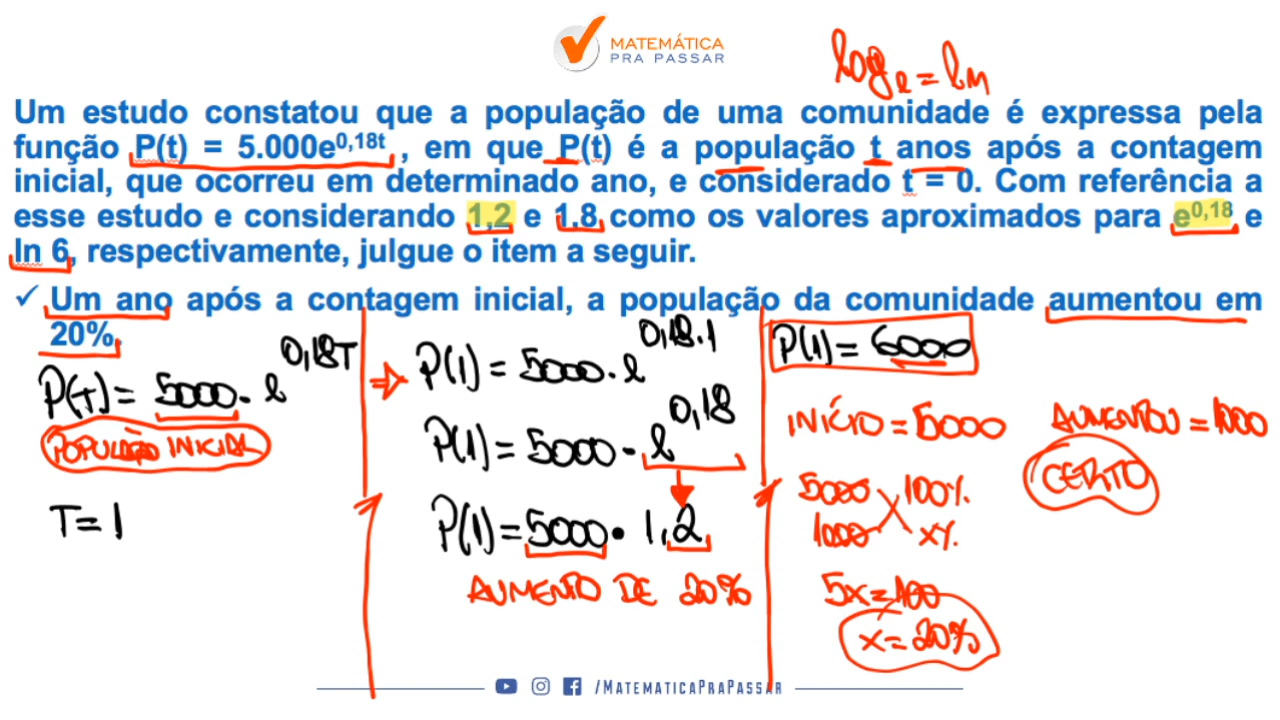 MATEMÁTICA
PRA PASSAR
log e = ln
Um estudo constatou que a população de uma comunidade é expressa pela
função P(t) = 5.000e^0,18t , em que P(t) é a população t anos após a contagem
inicial, que ocorreu em determinado ano, e considerado t = 0. Com referência a
esse estudo e considerando 1,2 e 1,8 como os valores aproximados para e^0,18 e
ln 6, respectivamente, julgue o item a seguir.
✓ Um ano após a contagem inicial, a população da comunidade aumentou em
20%.
P(T) = 5000 · e^0,18T
POPULAÇÃO INICIAL
T = 1
⇒ P(1) = 5000 · e^0,18·1
P(1) = 5000 · e^0,18
P(1) = 5000 · 1,2
AUMENTO DE 20%
P(1) = 6000
INÍCIO = 5000
5000 100%
1000 x%
5x = 100
x = 20%
AUMENTOU = 1000
CERTO
/MATEMATICAPRAPASSAR